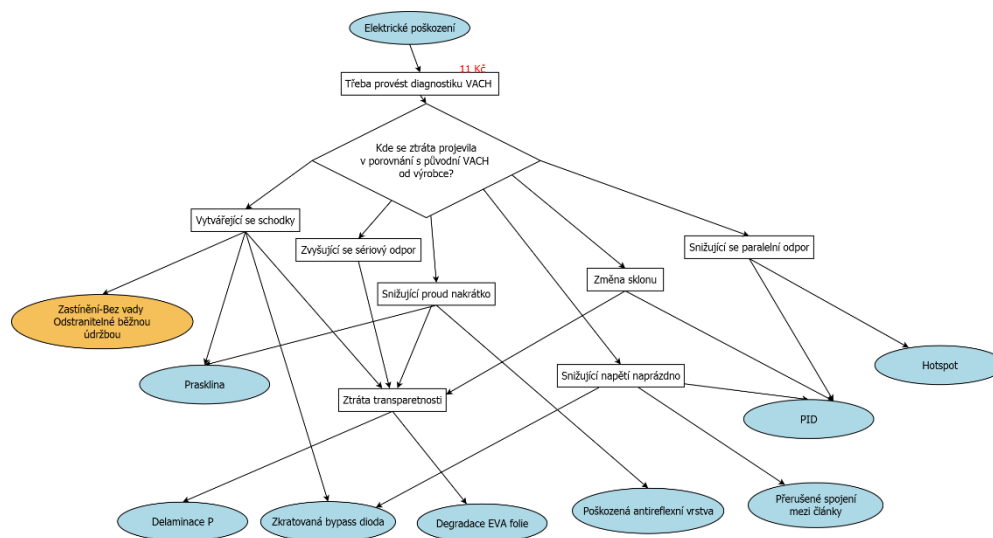 Elektrické poškození
11 Kč
Třeba provést diagnostiku VACH
Kde se ztráta projevila
v porovnání s původní VACH
od výrobce?
Vytvářející se schodky
Zvyšující se sériový odpor
Snižující se paralelní odpor
Změna sklonu
Snižující proud nakrátko
Zastínění-Bez vady
Odstranitelné běžnou
údržbou
Hotspot
Prasklina
Snižující napětí naprázdno
Ztráta transparetnosti
PID
Delaminace P
Zkratovaná bypass dioda
Degradace EVA folie
Poškozená antireflexní vrstva
Přerušené spojení
mezi články